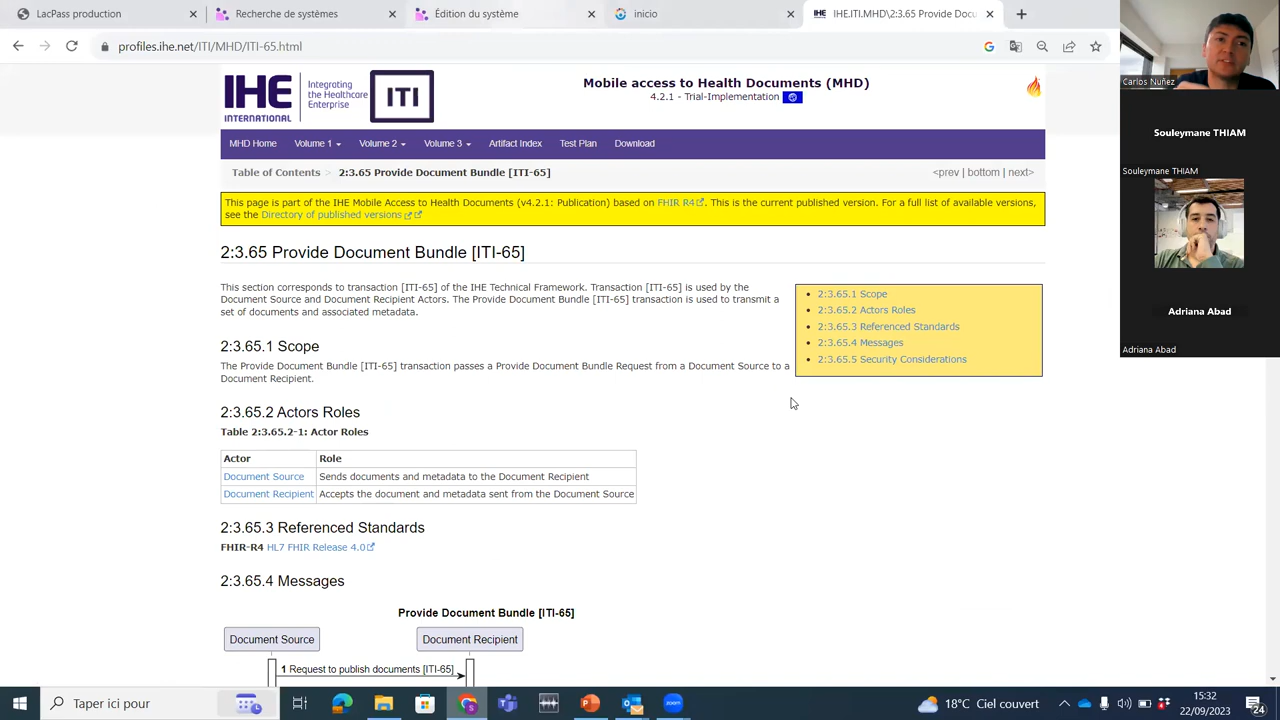 LacPass production
Recherche de systèmes
Édition du système
inicio
IHE.ITI.MHD\2:3.65 Provide Docu
profiles.ihe.net/ITI/MHD/ITI-65.html
IHE
INTERNATIONAL
Integrating
the Healthcare
Enterprise
ITI
Mobile access to Health Documents (MHD)
4.2.1 - Trial-Implementation
MHD Home Volume 1 Volume 2 Volume 3 Artifact Index Test Plan Download
Table of Contents > 2:3.65 Provide Document Bundle [ITI-65]
<prev | bottom | next>
This page is part of the IHE Mobile Access to Health Documents (v4.2.1: Publication) based on FHIR R4. This is the current published version. For a full list of available versions,
see the Directory of published versions
2:3.65 Provide Document Bundle [ITI-65]
This section corresponds to transaction [ITI-65] of the IHE Technical Framework. Transaction [ITI-65] is used by the
Document Source and Document Recipient Actors. The Provide Document Bundle [ITI-65] transaction is used to transmit a
set of documents and associated metadata.
2:3.65.1 Scope
2:3.65.2 Actors Roles
2:3.65.3 Referenced Standards
2:3.65.4 Messages
2:3.65.5 Security Considerations
2:3.65.1 Scope
The Provide Document Bundle [ITI-65] transaction passes a Provide Document Bundle Request from a Document Source to a
Document Recipient.
2:3.65.2 Actors Roles
Table 2:3.65.2-1: Actor Roles
Actor Role
Document Source Sends documents and metadata to the Document Recipient
Document Recipient Accepts the document and metadata sent from the Document Source
2:3.65.3 Referenced Standards
FHIR-R4 HL7 FHIR Release 4.0
2:3.65.4 Messages
Provide Document Bundle [ITI-65]
Document Source
Document Recipient
1 Request to publish documents [ITI-65]
Carlos Nuñez
Souleymane THIAM
Souleymane THIAM
Adriana Abad
Adriana Abad
Taper ici pour
zoom
18°C Ciel couvert
15:32
22/09/2023
24